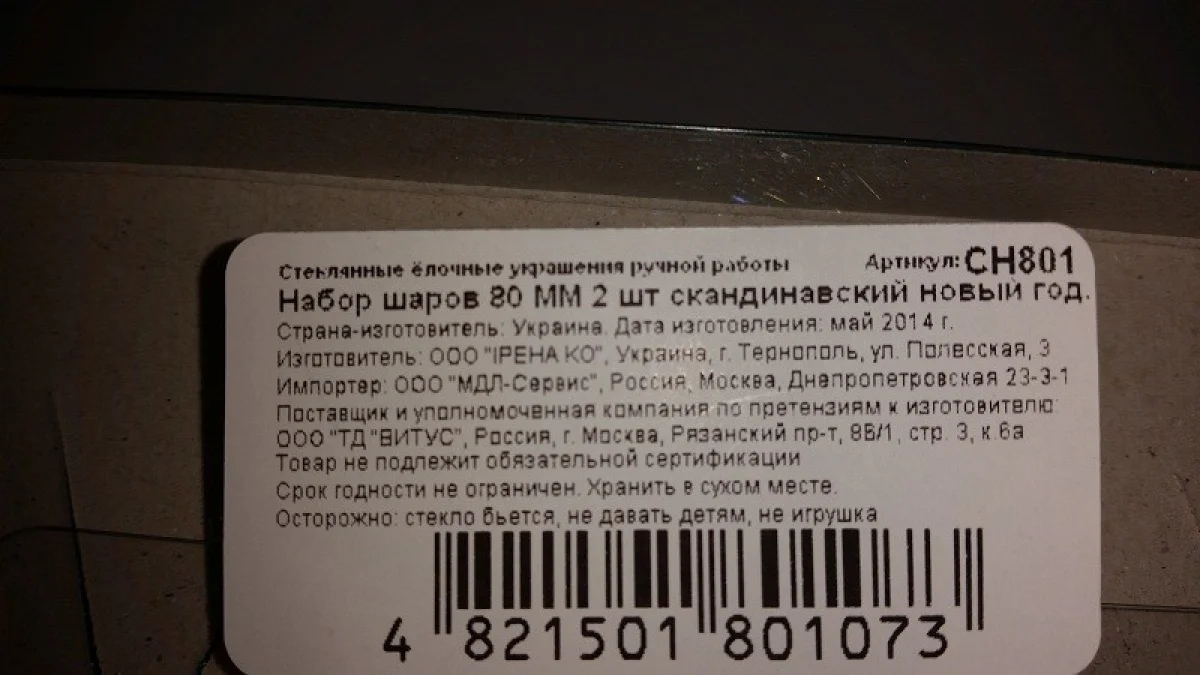 Стеклянные ёлочные украшения ручной работы Артикул: СН801
Набор шаров 80 ММ 2 шт скандинавский новый год.
Страна-изготовитель: Украина. Дата изготовления: май 2014 г.
Изготовитель: ООО "ІРЕНА КО", Украина, г. Тернополь, ул. Полесская, 3
Импортер: ООО "МДЛ-Сервис", Россия, Москва, Днепропетровская 23-3-1
Поставщик и уполномоченная компания по претензиям к изготовителю:
ООО "ТД "ВИТУС", Россия, г. Москва, Рязанский пр-т, 8Б/1, стр. 3, к.6а
Товар не подлежит обязательной сертификации
Срок годности не ограничен. Хранить в сухом месте.
Осторожно: стекло бьется, не давать детям, не игрушка
4 821501 801073